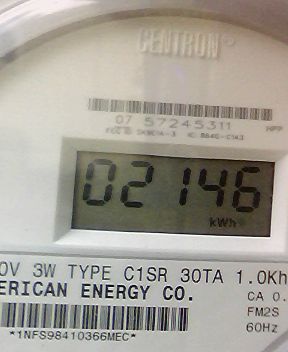 CENTRON®
07 57245311
02146
kWh
0V 3W TYPE C1SR 30TA 1.0Kh
ERICAN ENERGY CO.
CA 0.
FM2S
60Hz
*1NFS98410366MEC*